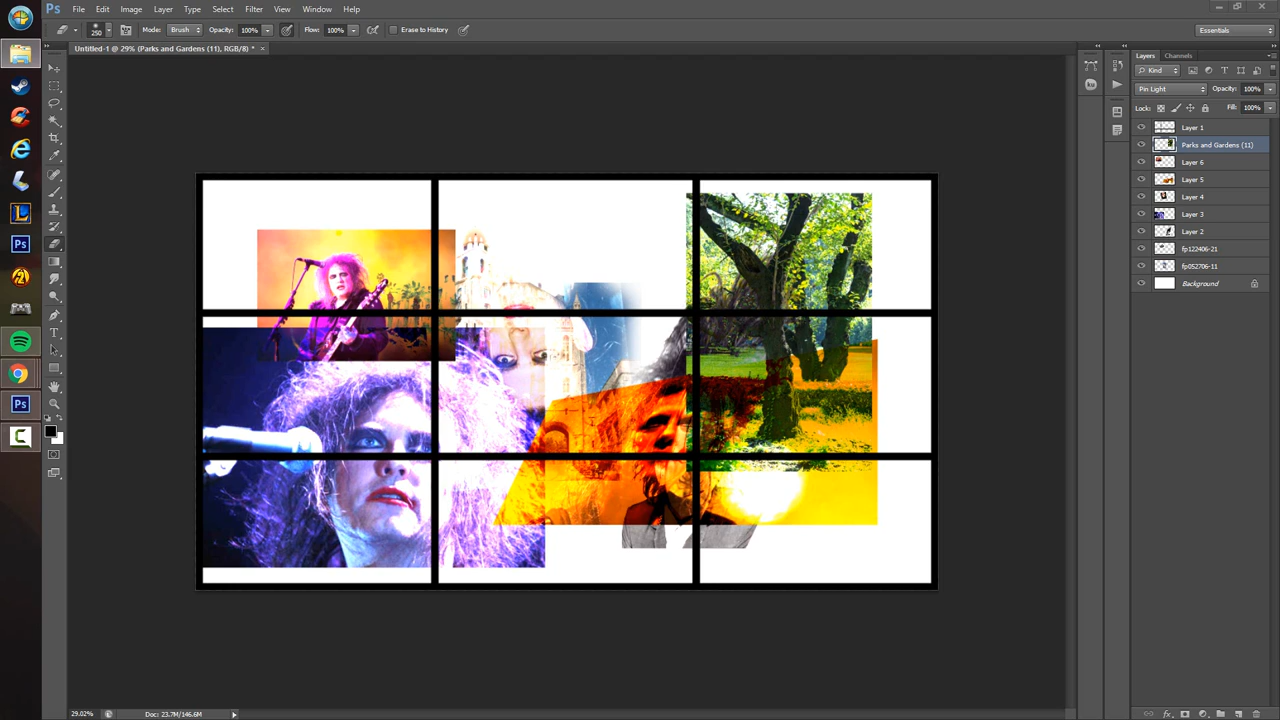 Ps File Edit Image Layer Type Select Filter View Window Help
250 Mode: Brush Opacity: 100% Flow: 100% Erase to History Essentials
Untitled-1 @ 29% (Parks and Gardens (11), RGB/8) * ×
Layers Channels
Kind
Pin Light Opacity: 100%
Lock: Fill: 100%
Layer 1
Parks and Gardens (11)
Layer 6
Layer 5
Layer 4
Layer 3
Layer 2
fp122406-21
fp052706-11
Background
Ps
Ps
29.02% Doc: 23.7M/146.6M